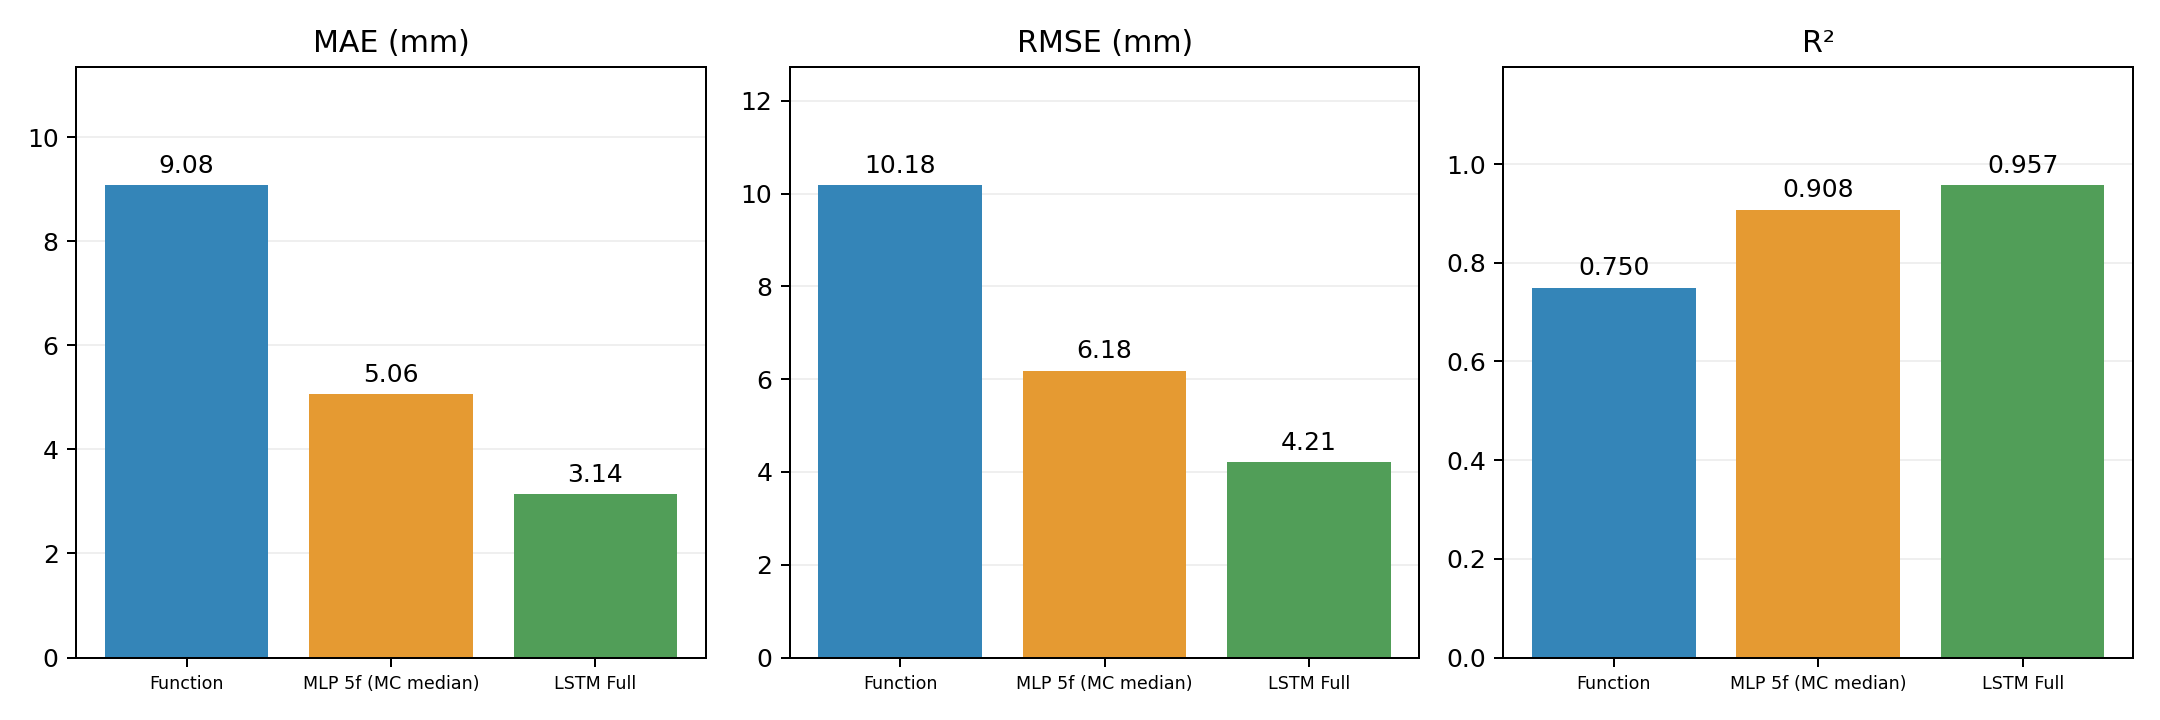 MAE (mm)
10
8
6
4
2
0
9.08
5.06
3.14
Function
MLP 5f (MC median)
LSTM Full
RMSE (mm)
12
10
8
6
4
2
0
10.18
6.18
4.21
Function
MLP 5f (MC median)
LSTM Full
R²
1.0
0.8
0.6
0.4
0.2
0.0
0.750
0.908
0.957
Function
MLP 5f (MC median)
LSTM Full